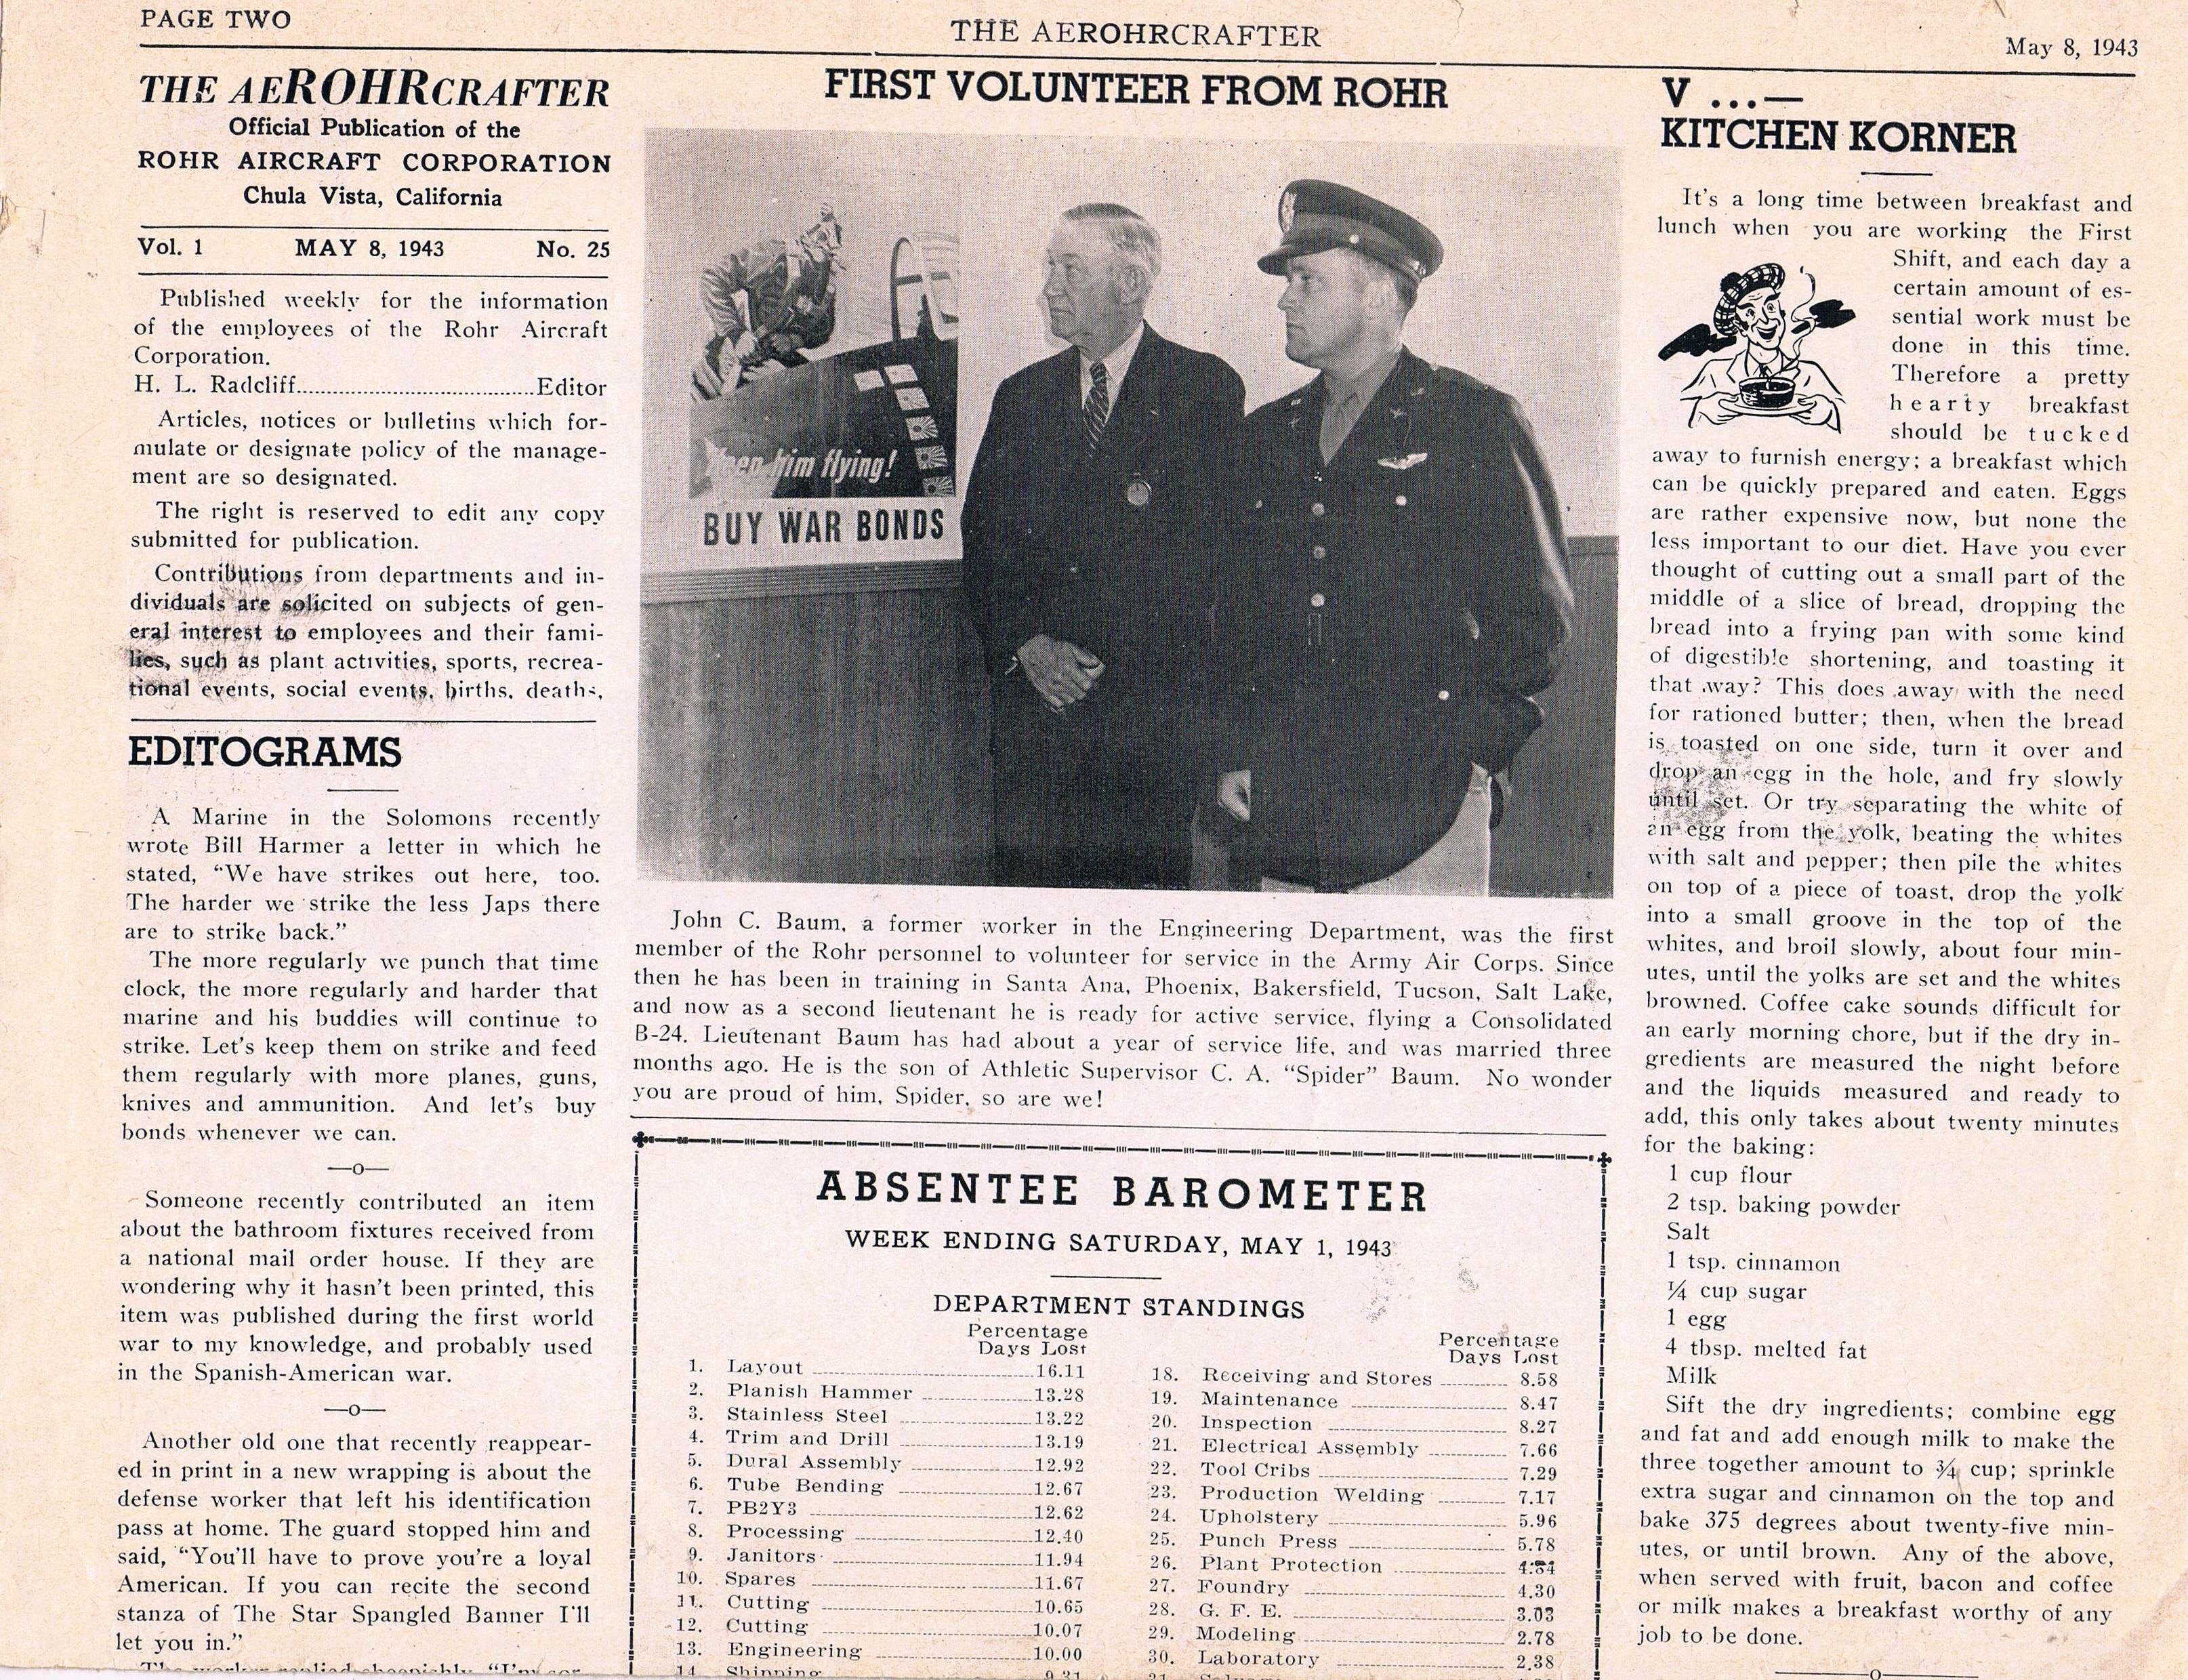 PAGE TWO
THE AEROHRCRAFTER
May 8, 1943
THE AEROHRCRAFTER
Official Publication of the
ROHR AIRCRAFT CORPORATION
Chula Vista, California
Vol. 1 MAY 8, 1943 No. 25
Published weekly for the information
of the employees of the Rohr Aircraft
Corporation.
H. L. Radcliff..................................Editor
Articles, notices or bulletins which for-
mulate or designate policy of the manage-
ment are so designated.
The right is reserved to edit any copy
submitted for publication.
Contributions from departments and in-
dividuals are solicited on subjects of gen-
eral interest to employees and their fami-
lies, such as plant activities, sports, recrea-
tional events, social events, births, deaths,
EDITOGRAMS
A Marine in the Solomons recently
wrote Bill Harmer a letter in which he
stated, “We have strikes out here, too.
The harder we strike the less Japs there
are to strike back.”
The more regularly we punch that time
clock, the more regularly and harder that
marine and his buddies will continue to
strike. Let’s keep them on strike and feed
them regularly with more planes, guns,
knives and ammunition. And let’s buy
bonds whenever we can.
—o—
Someone recently contributed an item
about the bathroom fixtures received from
a national mail order house. If they are
wondering why it hasn’t been printed, this
item was published during the first world
war to my knowledge, and probably used
in the Spanish-American war.
—o—
Another old one that recently reappear-
ed in print in a new wrapping is about the
defense worker that left his identification
pass at home. The guard stopped him and
said, “You’ll have to prove you’re a loyal
American. If you can recite the second
stanza of The Star Spangled Banner I’ll
let you in.”
The worker replied sheepishly, “I’m sor-
FIRST VOLUNTEER FROM ROHR
Keep him flying!
BUY WAR BONDS
John C. Baum, a former worker in the Engineering Department, was the first
member of the Rohr personnel to volunteer for service in the Army Air Corps. Since
then he has been in training in Santa Ana, Phoenix, Bakersfield, Tucson, Salt Lake,
and now as a second lieutenant he is ready for active service, flying a Consolidated
B-24. Lieutenant Baum has had about a year of service life, and was married three
months ago. He is the son of Athletic Supervisor C. A. “Spider” Baum. No wonder
you are proud of him, Spider, so are we!
ABSENTEE BAROMETER
WEEK ENDING SATURDAY, MAY 1, 1943
DEPARTMENT STANDINGS
Percentage
Days Lost
1. Layout 16.11
2. Planish Hammer 13.28
3. Stainless Steel 13.22
4. Trim and Drill 13.19
5. Dural Assembly 12.92
6. Tube Bending 12.67
7. PB2Y3 12.62
8. Processing 12.40
9. Janitors 11.94
10. Spares 11.67
11. Cutting 10.65
12. Cutting 10.07
13. Engineering 10.00
14. Shipping 9.31
Percentage
Days Lost
18. Receiving and Stores 8.58
19. Maintenance 8.47
20. Inspection 8.27
21. Electrical Assembly 7.66
22. Tool Cribs 7.29
23. Production Welding 7.17
24. Upholstery 5.96
25. Punch Press 5.78
26. Plant Protection
27. Foundry 4.30
28. G. F. E. 3.03
29. Modeling 2.78
30. Laboratory 2.38
V ...—
KITCHEN KORNER
It’s a long time between breakfast and
lunch when you are working the First
Shift, and each day a
certain amount of es-
sential work must be
done in this time.
Therefore a pretty
hearty breakfast
should be tucked
away to furnish energy; a breakfast which
can be quickly prepared and eaten. Eggs
are rather expensive now, but none the
less important to our diet. Have you ever
thought of cutting out a small part of the
middle of a slice of bread, dropping the
bread into a frying pan with some kind
of digestible shortening, and toasting it
that way? This does away with the need
for rationed butter; then, when the bread
is toasted on one side, turn it over and
drop an egg in the hole, and fry slowly
until set. Or try separating the white of
an egg from the yolk, beating the whites
with salt and pepper; then pile the whites
on top of a piece of toast, drop the yolk
into a small groove in the top of the
whites, and broil slowly, about four min-
utes, until the yolks are set and the whites
browned. Coffee cake sounds difficult for
an early morning chore, but if the dry in-
gredients are measured the night before
and the liquids measured and ready to
add, this only takes about twenty minutes
for the baking:
1 cup flour
2 tsp. baking powder
Salt
1 tsp. cinnamon
¼ cup sugar
1 egg
4 tbsp. melted fat
Milk
Sift the dry ingredients; combine egg
and fat and add enough milk to make the
three together amount to ¾ cup; sprinkle
extra sugar and cinnamon on the top and
bake 375 degrees about twenty-five min-
utes, or until brown. Any of the above,
when served with fruit, bacon and coffee
or milk makes a breakfast worthy of any
job to be done.
—o—